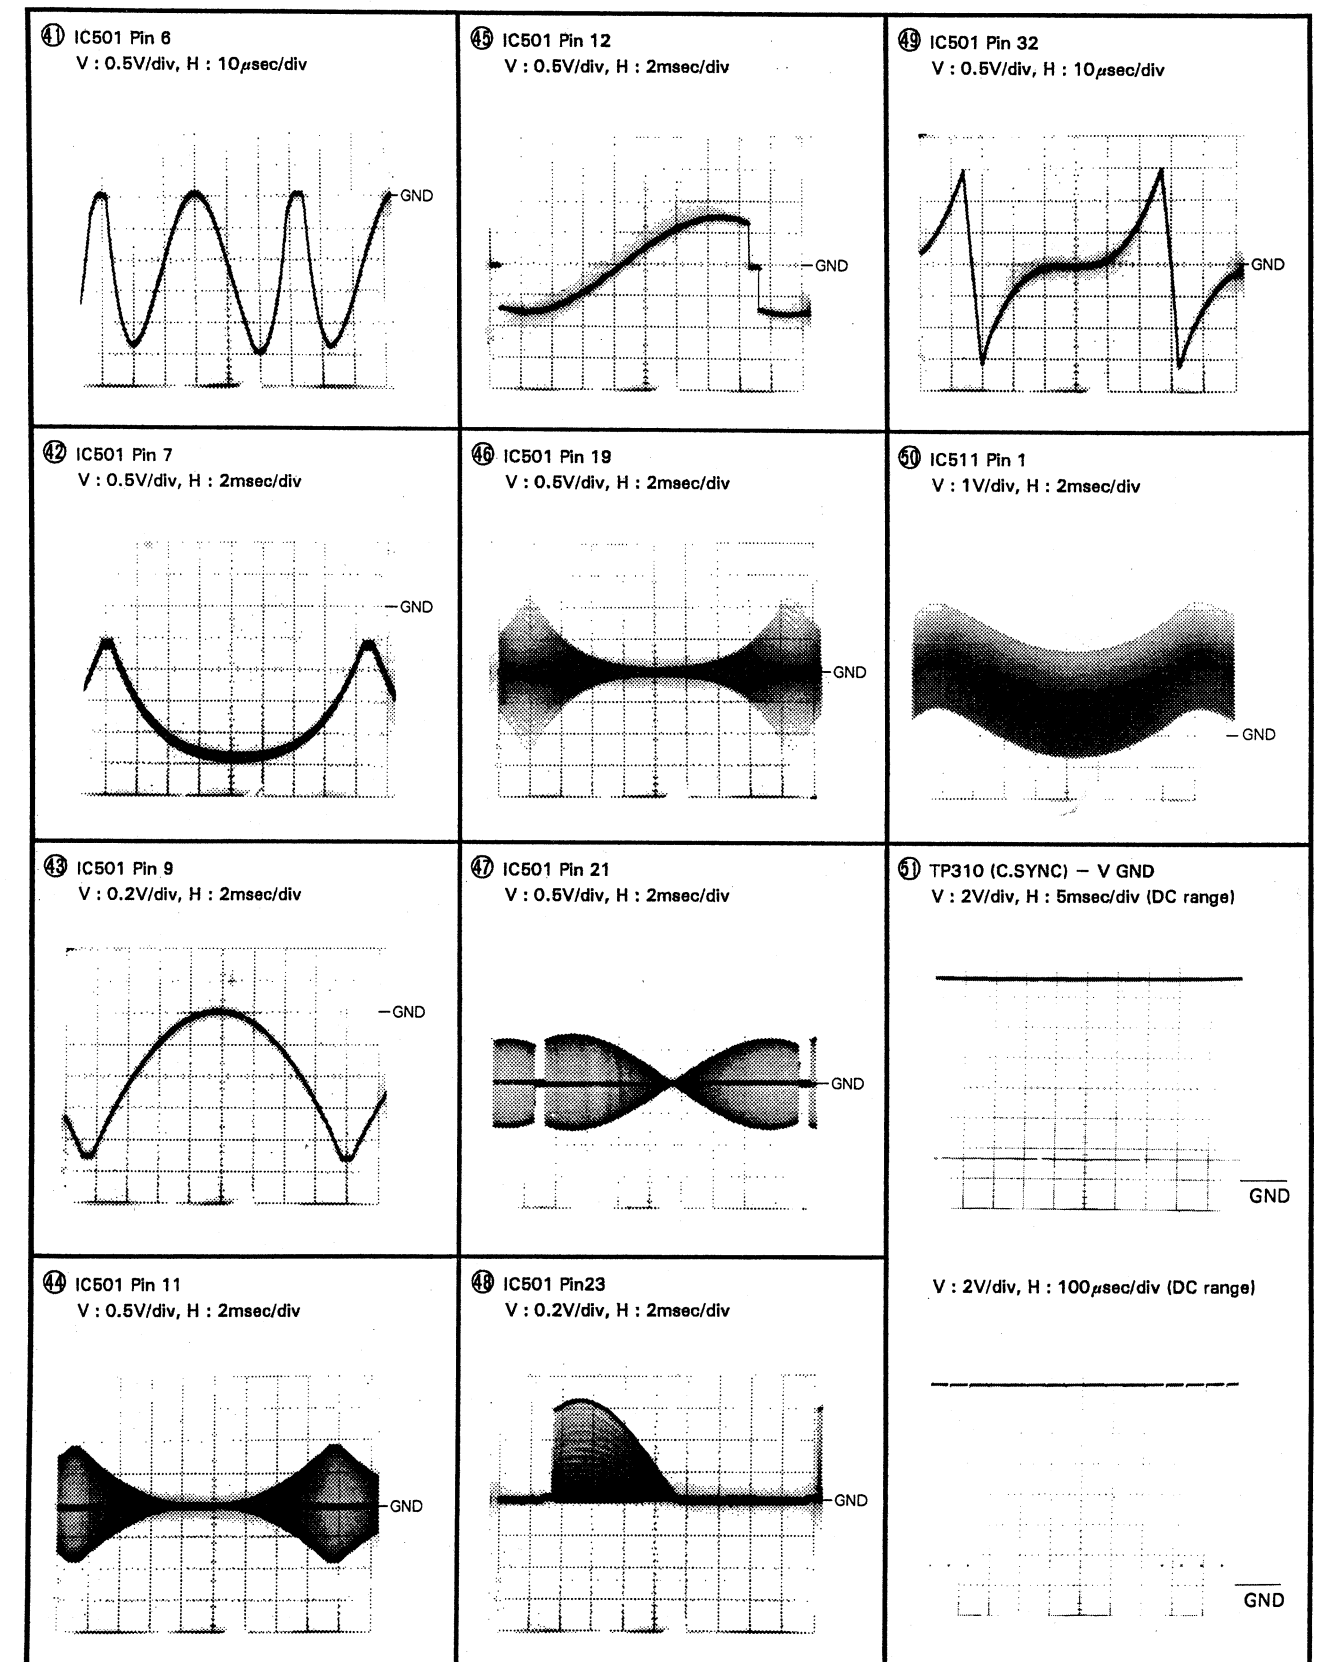 ㊶ IC501 Pin 6
V : 0.5V/div, H : 10μsec/div
GND
㊷ IC501 Pin 7
V : 0.5V/div, H : 2msec/div
GND
㊸ IC501 Pin 9
V : 0.2V/div, H : 2msec/div
GND
㊹ IC501 Pin 11
V : 0.5V/div, H : 2msec/div
GND
㊺ IC501 Pin 12
V : 0.5V/div, H : 2msec/div
GND
㊻ IC501 Pin 19
V : 0.5V/div, H : 2msec/div
GND
㊼ IC501 Pin 21
V : 0.5V/div, H : 2msec/div
GND
㊽ IC501 Pin23
V : 0.2V/div, H : 2msec/div
GND
㊾ IC501 Pin 32
V : 0.5V/div, H : 10μsec/div
GND
㊿ IC511 Pin 1
V : 1V/div, H : 2msec/div
GND
51 TP310 (C.SYNC) – V GND
V : 2V/div, H : 5msec/div (DC range)
GND
V : 2V/div, H : 100μsec/div (DC range)
GND